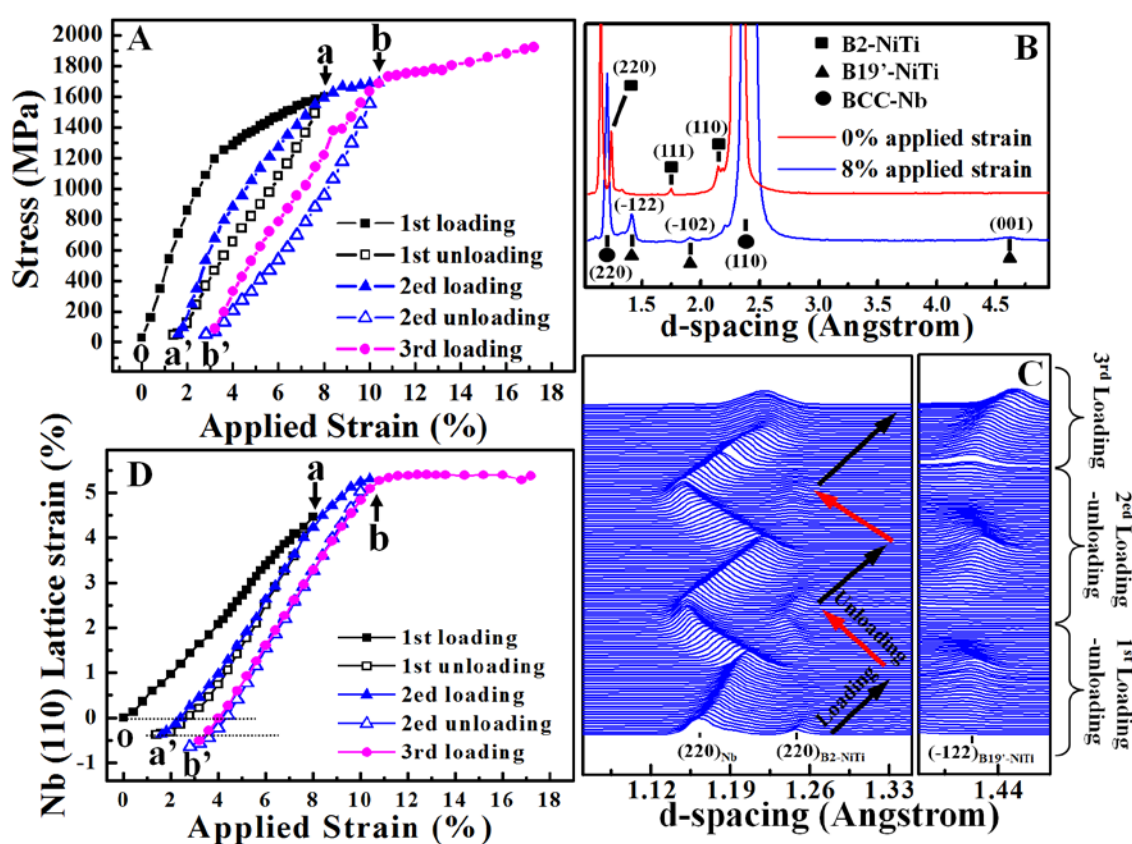 A
a
b
o
a'
b'
2000
1800
1600
1400
1200
1000
800
600
400
200
0
Stress (MPa)
1st loading
1st unloading
2ed loading
2ed unloading
3rd loading
0 2 4 6 8 10 12 14 16 18
Applied Strain (%)
B
B2-NiTi
B19'-NiTi
BCC-Nb
0% applied strain
8% applied strain
(220)
(111)
(110)
(-122)
(-102)
(001)
(220)
(110)
1.5 2.0 2.5 3.0 3.5 4.0 4.5
d-spacing (Angstrom)
D
a
b
o
a'
b'
5
4
3
2
1
0
-1
Nb (110) Lattice strain (%)
1st loading
1st unloading
2ed loading
2ed unloading
3rd loading
0 2 4 6 8 10 12 14 16 18
Applied Strain (%)
C
3rd Loading
2ed Loading
-unloading
1st Loading
-unloading
Unloading
Loading
(220)Nb
(220)B2-NiTi
(-122)B19'-NiTi
1.12 1.19 1.26 1.33 1.44
d-spacing (Angstrom)